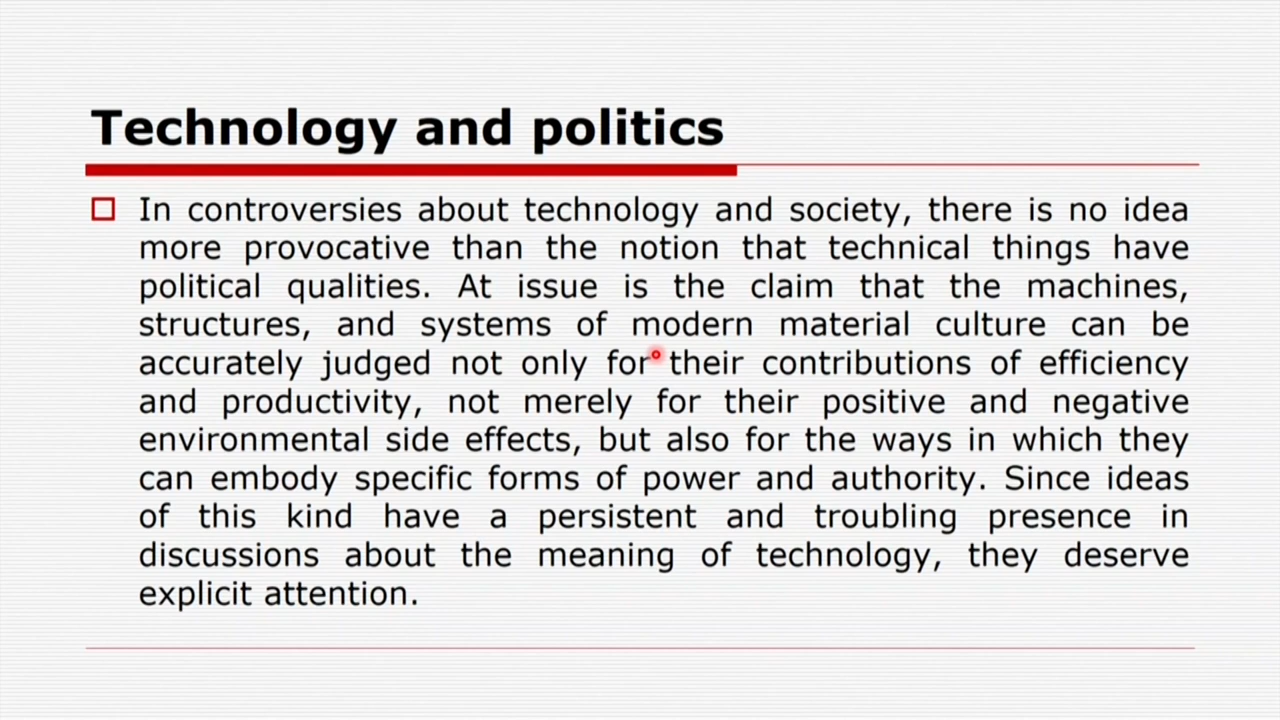 Technology and politics
In controversies about technology and society, there is no idea
more provocative than the notion that technical things have
political qualities. At issue is the claim that the machines,
structures, and systems of modern material culture can be
accurately judged not only for their contributions of efficiency
and productivity, not merely for their positive and negative
environmental side effects, but also for the ways in which they
can embody specific forms of power and authority. Since ideas
of this kind have a persistent and troubling presence in
discussions about the meaning of technology, they deserve
explicit attention.